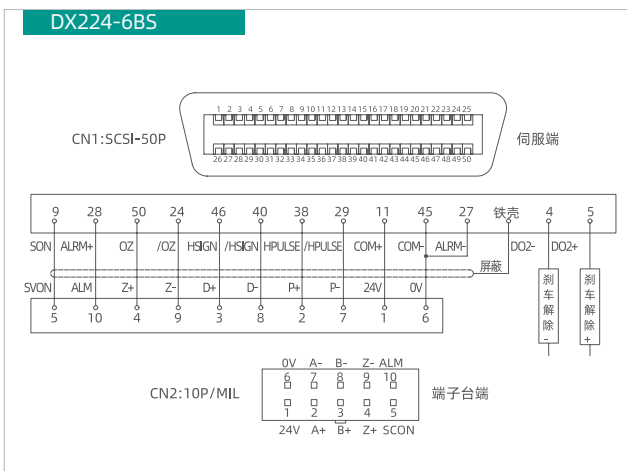 DX224-6BS
1 2 3 4 5 6 7 8 9 10 11 12 13 14 15 16 17 18 19 20 21 22 23 24 25
CN1:SCSI-50P
伺服端
26 27 28 29 30 31 32 33 34 35 36 37 38 39 40 41 42 43 44 45 46 47 48 49 50
9 28 50 24 46 40 38 29 11 45 27 铁壳 4 5
SON ALRM+ OZ /OZ HSIGN /HSIGN HPULSE /HPULSE COM+ COM- ALRM- DO2- DO2+
屏蔽
SVON ALM Z+ Z- D+ D- P+ P- 24V 0V
5 10 4 9 3 8 2 7 1 6
刹车解除-
刹车解除+
0V A- B- Z- ALM
6 7 8 9 10
CN2:10P/MIL
端子台端
1 2 3 4 5
24V A+ B+ Z+ SCON